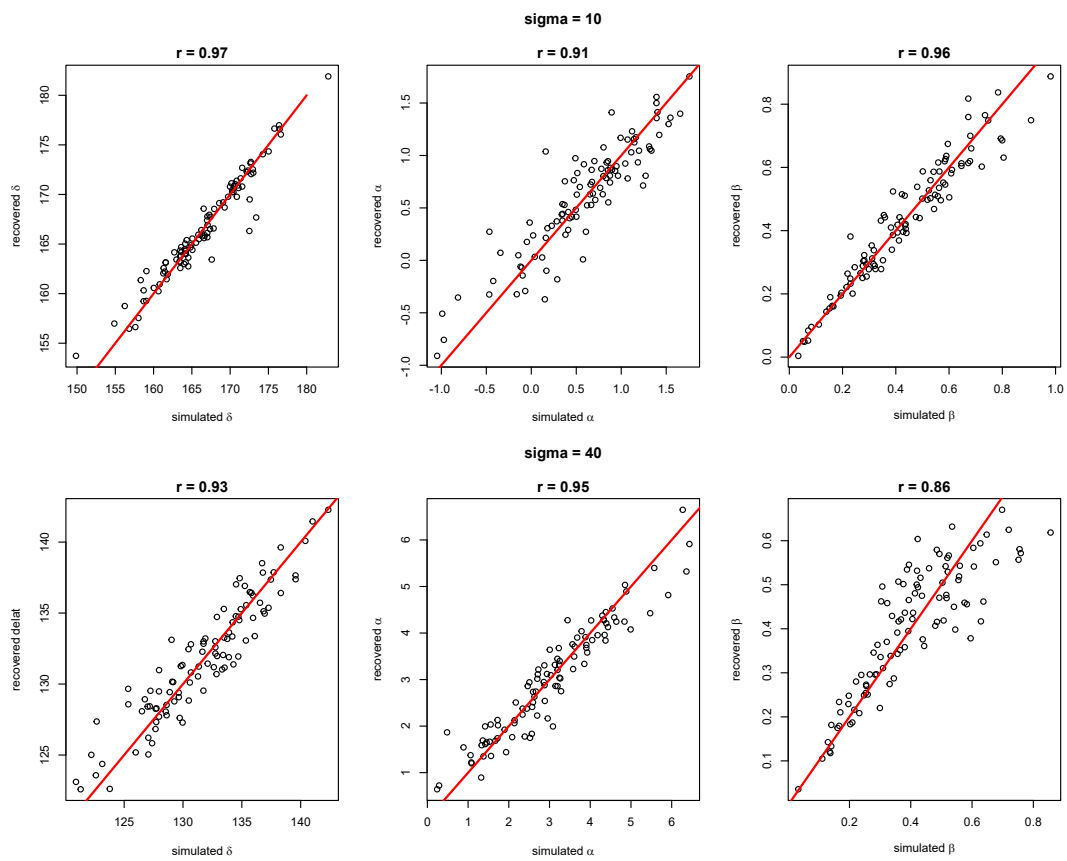 sigma = 10
r = 0.97
r = 0.91
r = 0.96
recovered δ
180
175
170
165
160
155
150 155 160 165 170 175 180
simulated δ
recovered α
1.5
1.0
0.5
0.0
-0.5
-1.0
-1.0 -0.5 0.0 0.5 1.0 1.5
simulated α
recovered β
0.8
0.6
0.4
0.2
0.0
0.0 0.2 0.4 0.6 0.8 1.0
simulated β
sigma = 40
r = 0.93
r = 0.95
r = 0.86
recovered delat
140
135
130
125
125 130 135 140
simulated δ
recovered α
6
5
4
3
2
1
0 1 2 3 4 5 6
simulated α
recovered β
0.6
0.5
0.4
0.3
0.2
0.1
0.2 0.4 0.6 0.8
simulated β